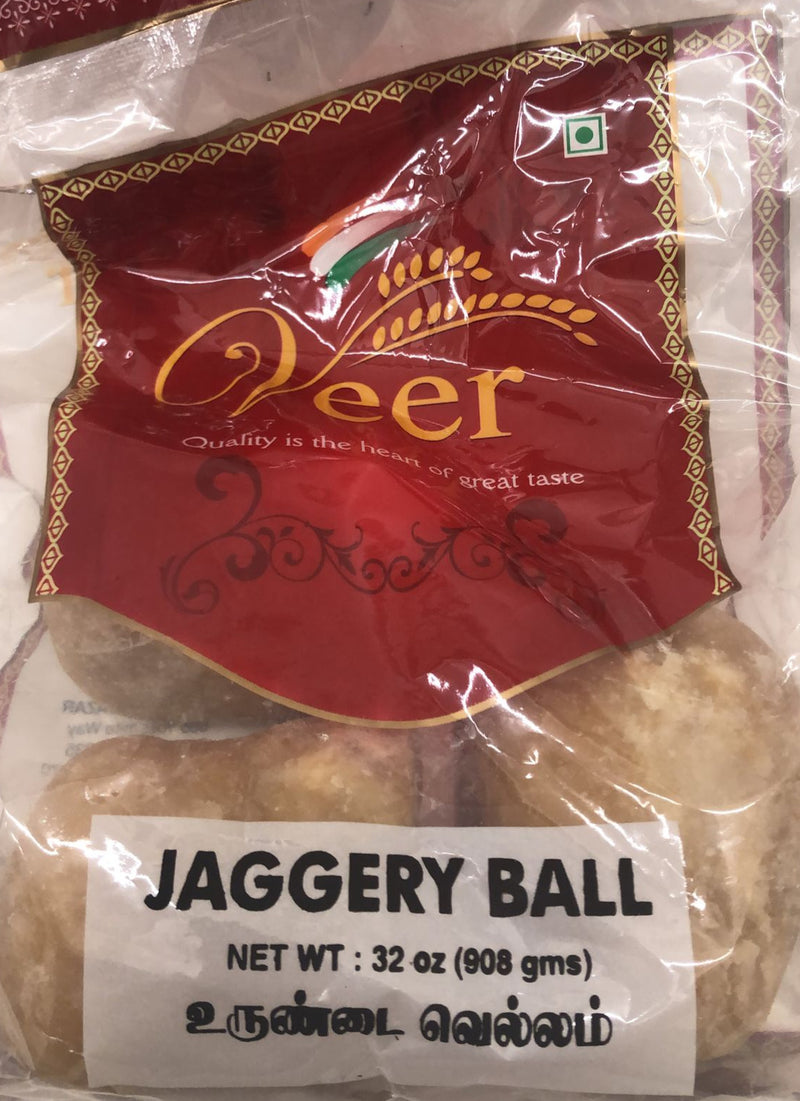 Veer
Quality is the heart of great taste
JAGGERY BALL
NET WT : 32 oz (908 gms)
உருண்டை வெல்லம்